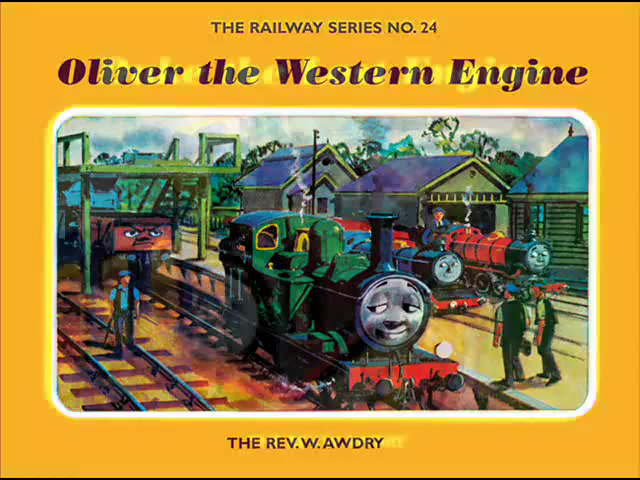 THE RAILWAY SERIES NO. 24
Oliver the Western Engine
THE REV. W. AWDRY